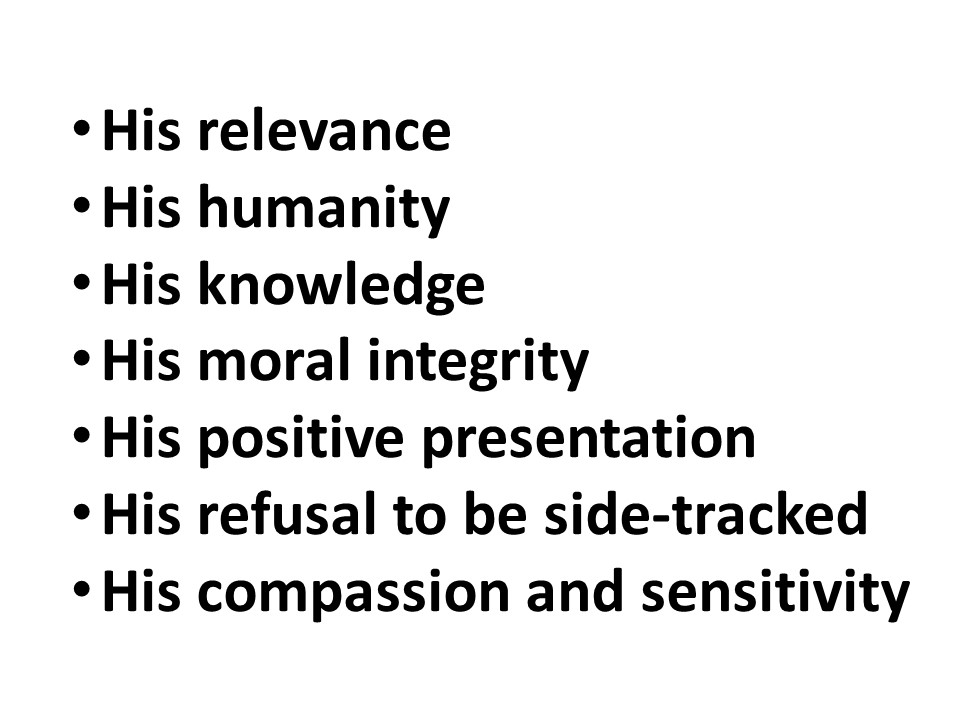 • His relevance
• His humanity
• His knowledge
• His moral integrity
• His positive presentation
• His refusal to be side-tracked
• His compassion and sensitivity